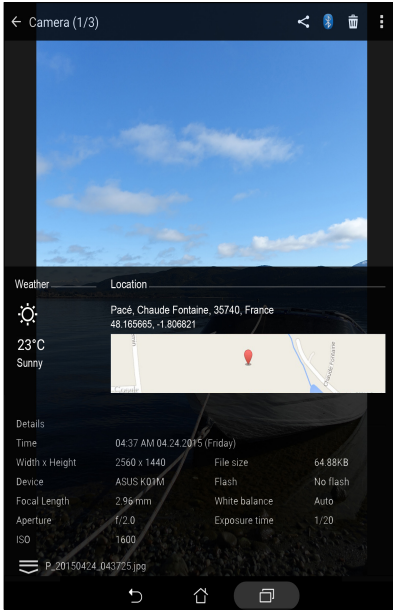 Camera (1/3)
Weather
Location
Pacé, Chaude Fontaine, 35740, France
48.165665, -1.806821
23°C
Sunny
Chaude Fontaine
Google
Details
Time 04:37 AM 04.24.2015 (Friday)
Width x Height 2560 x 1440 File size 64.88KB
Device ASUS K01M Flash No flash
Focal Length 2.96 mm White balance Auto
Aperture f/2.0 Exposure time 1/20
ISO 1600
P_20150424_043725.jpg